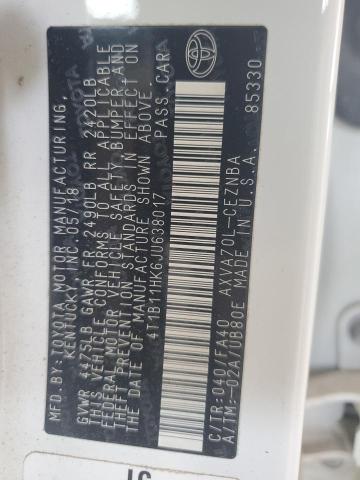 MFD. BY: TOYOTA MOTOR MANUFACTURING,
KENTUCKY, INC. 05/18
GVWR 4475LB GAWR FR 2490LB RR 2420LB
THIS VEHICLE CONFORMS TO ALL APPLICABLE
FEDERAL MOTOR VEHICLE SAFETY, BUMPER, AND
THEFT PREVENTION STANDARDS IN EFFECT ON
THE DATE OF MANUFACTURE SHOWN ABOVE.
4T1B11HK6JU638017 PASS. CAR
C/TR: 040/FA40 AXVA70L-CEZNBA
A/TM:-02A/UB80E MADE IN U.S.A. 85330